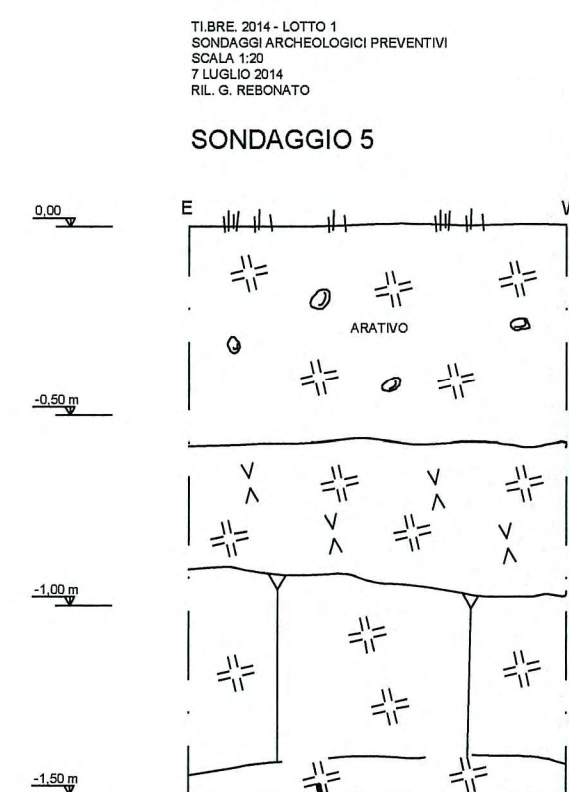 TI.BRE. 2014 - LOTTO 1
SONDAGGI ARCHEOLOGICI PREVENTIVI
SCALA 1:20
7 LUGLIO 2014
RIL. G. REBONATO
SONDAGGIO 5
0,00
E
ARATIVO
-0,50 m
-1,00 m
-1,50 m